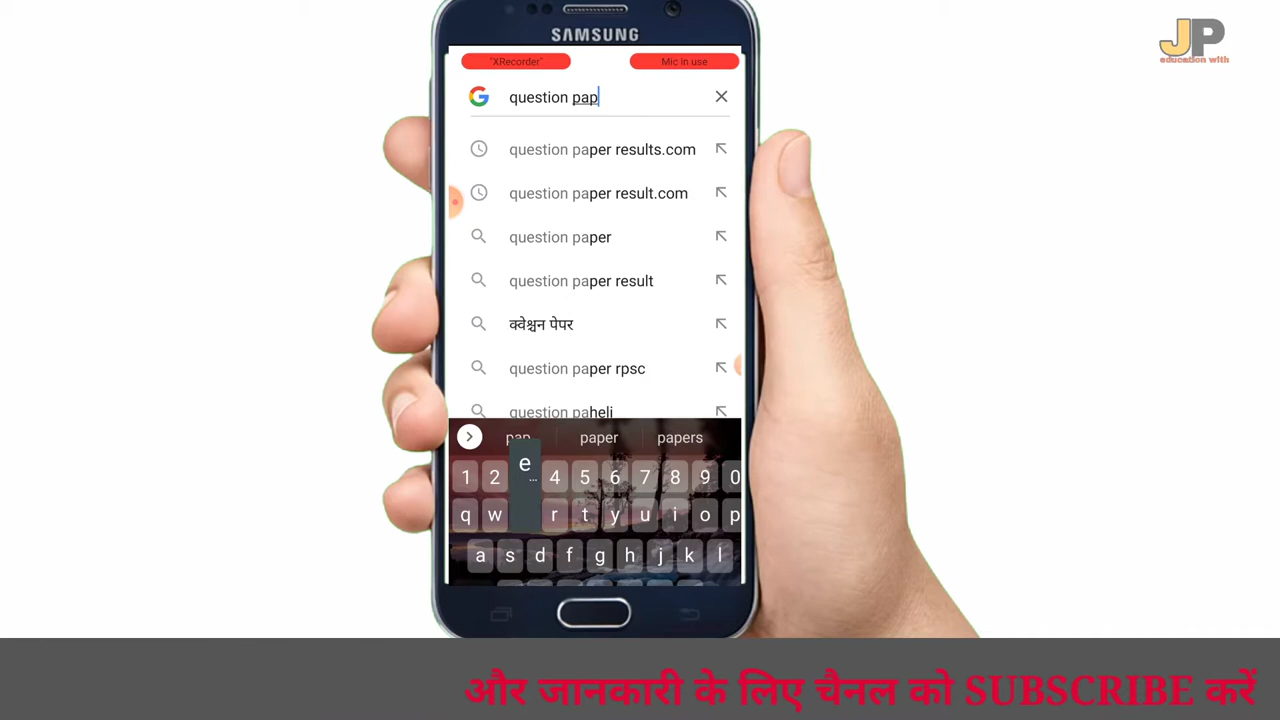 SAMSUNG
JP
education with
"XRecorder"
Mic in use
question pap
question paper results.com
question paper result.com
question paper
question paper result
क्वेश्चन पेपर
question paper rpsc
question paheli
pap
paper
papers
e
...
1 2 4 5 6 7 8 9 0
q w r t y u i o p
a s d f g h j k l
और जानकारी के लिए चैनल को SUBSCRIBE करें